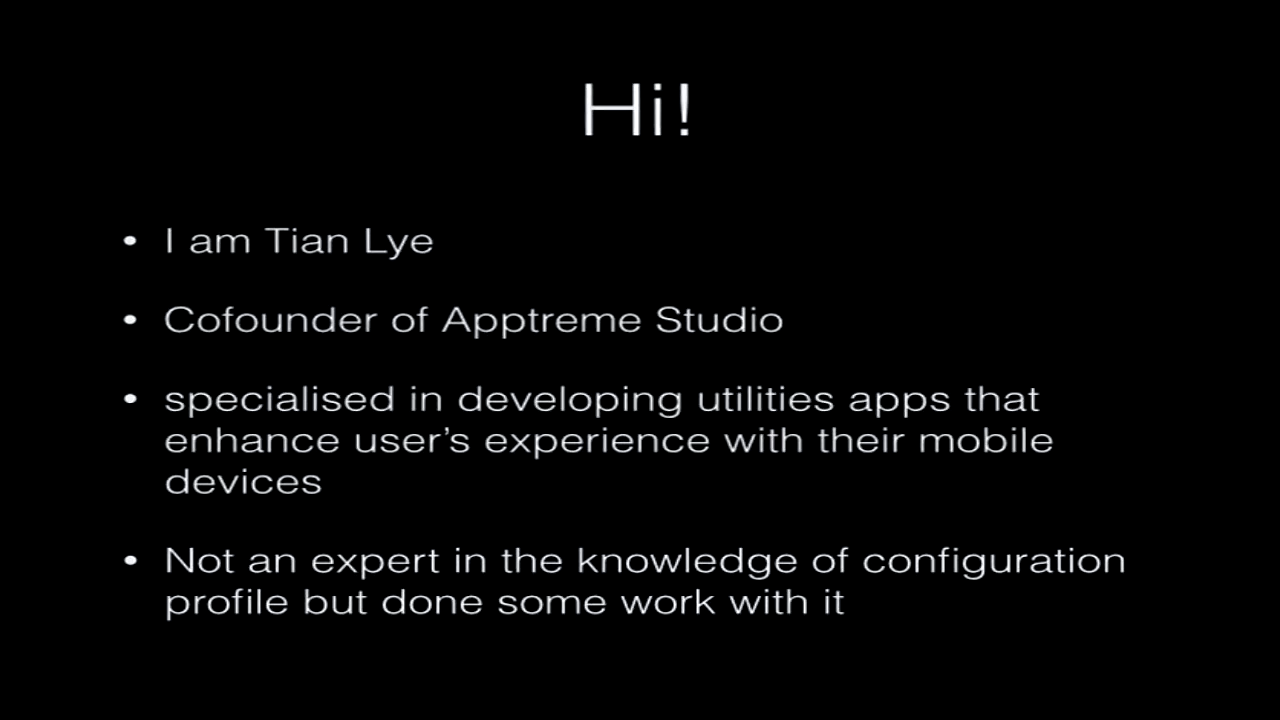 Hi!
• I am Tian Lye
• Cofounder of Apptreme Studio
• specialised in developing utilities apps that
enhance user’s experience with their mobile
devices
• Not an expert in the knowledge of configuration
profile but done some work with it